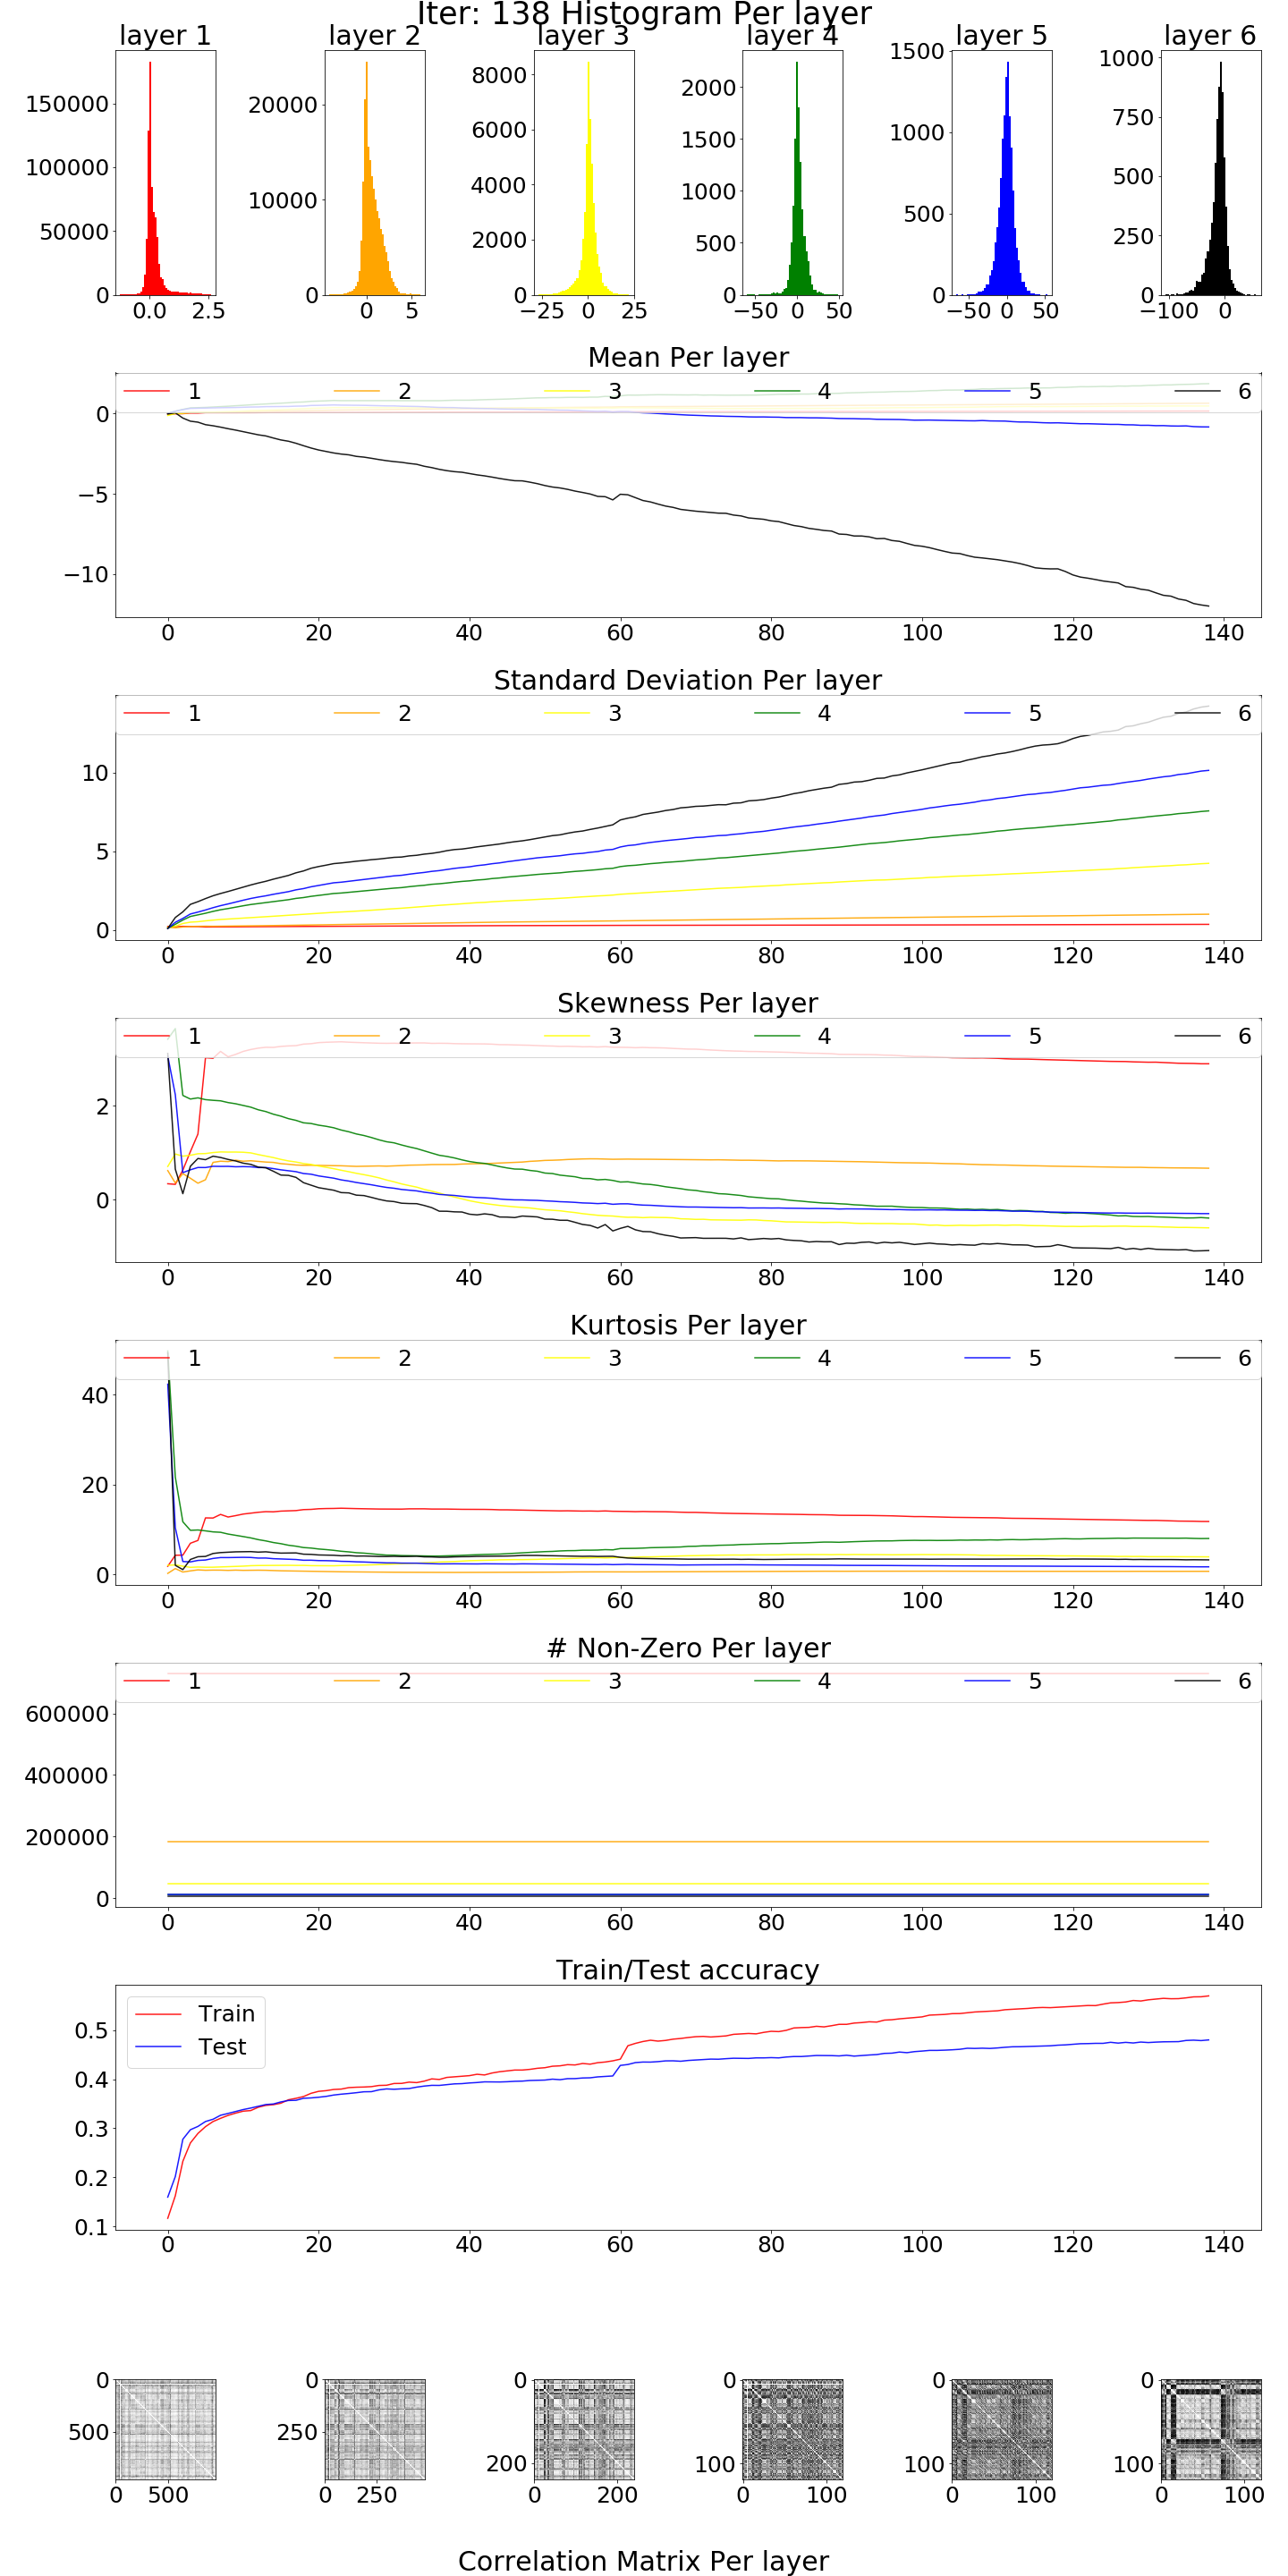 Iter: 138 Histogram Per layer
layer 1 layer 2 layer 3 layer 4 layer 5 layer 6
150000 100000 50000 0
0.0 2.5
20000 10000 0
0 5
8000 6000 4000 2000 0
−25 0 25
2000 1500 1000 500 0
−50 0 50
1500 1000 500 0
−50 0 50
1000 750 500 250 0
−100 0
Mean Per layer
1 2 3 4 5 6
0
−5
−10
0 20 40 60 80 100 120 140
Standard Deviation Per layer
1 2 3 4 5 6
10
5
0
0 20 40 60 80 100 120 140
Skewness Per layer
1 2 3 4 5 6
2
0
0 20 40 60 80 100 120 140
Kurtosis Per layer
1 2 3 4 5 6
40
20
0
0 20 40 60 80 100 120 140
# Non-Zero Per layer
1 2 3 4 5 6
600000
400000
200000
0
0 20 40 60 80 100 120 140
Train/Test accuracy
Train
Test
0.5
0.4
0.3
0.2
0.1
0 20 40 60 80 100 120 140
0 500
0 500
0 250
0 250
0 200
0 200
0 100
0 100
0 100
0 100
0 100
0 100
Correlation Matrix Per layer